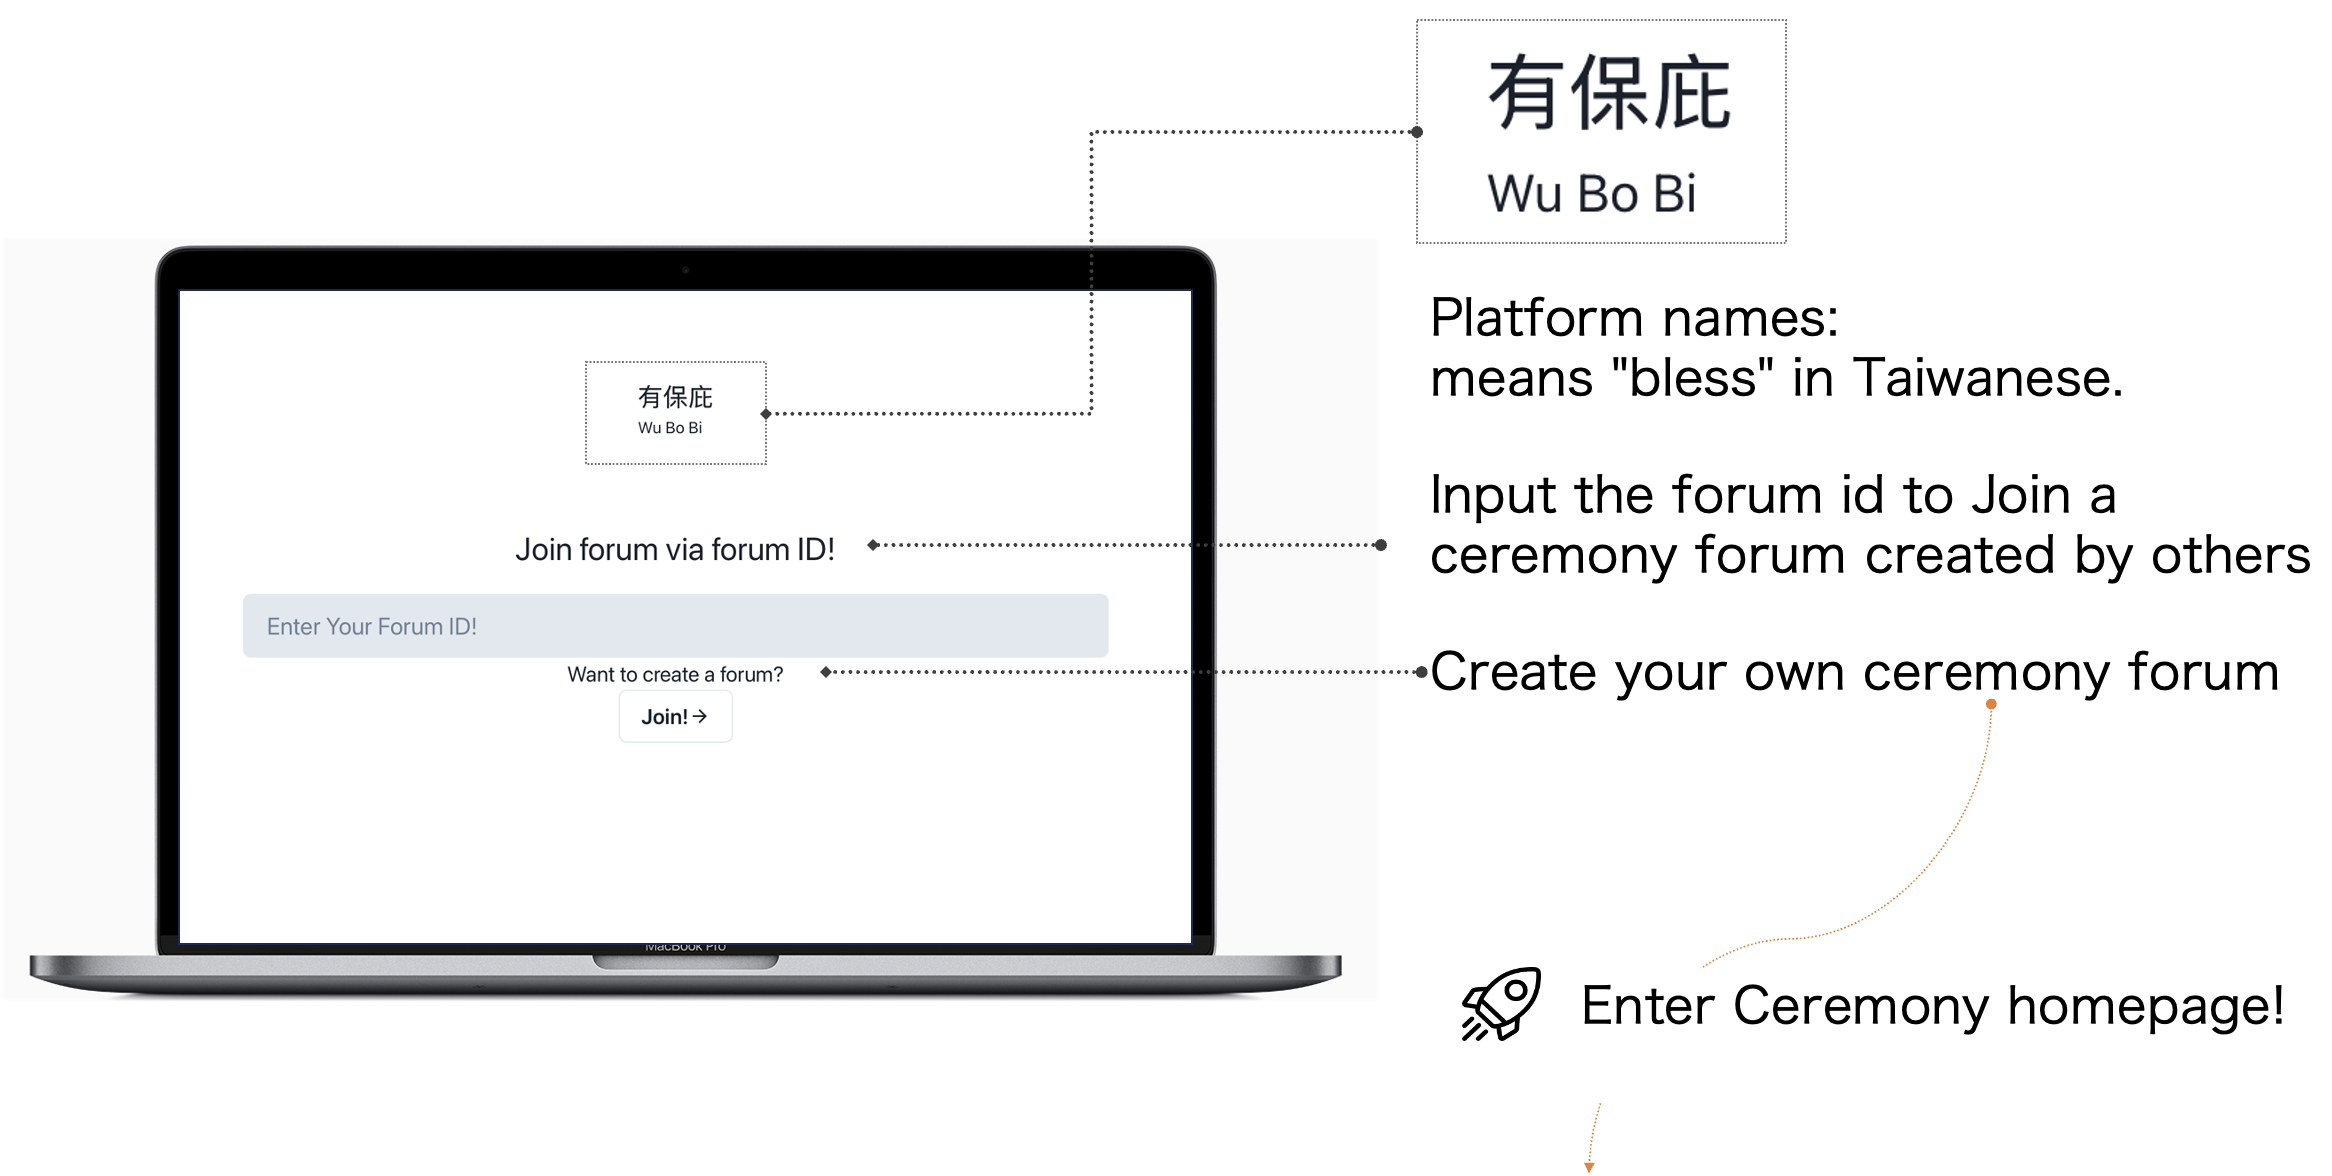 有保庇
Wu Bo Bi
Platform names:
means "bless" in Taiwanese.
Input the forum id to Join a
ceremony forum created by others
Create your own ceremony forum
Enter Ceremony homepage!
有保庇
Wu Bo Bi
Join forum via forum ID!
Enter Your Forum ID!
Want to create a forum?
Join!→
MacBook Pro